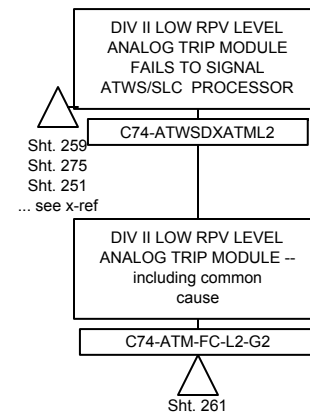 DIV II LOW RPV LEVEL
ANALOG TRIP MODULE
FAILS TO SIGNAL
ATWS/SLC PROCESSOR
C74-ATWSDXATML2
Sht. 259
Sht. 275
Sht. 251
... see x-ref
DIV II LOW RPV LEVEL
ANALOG TRIP MODULE --
including common
cause
C74-ATM-FC-L2-G2
Sht. 261